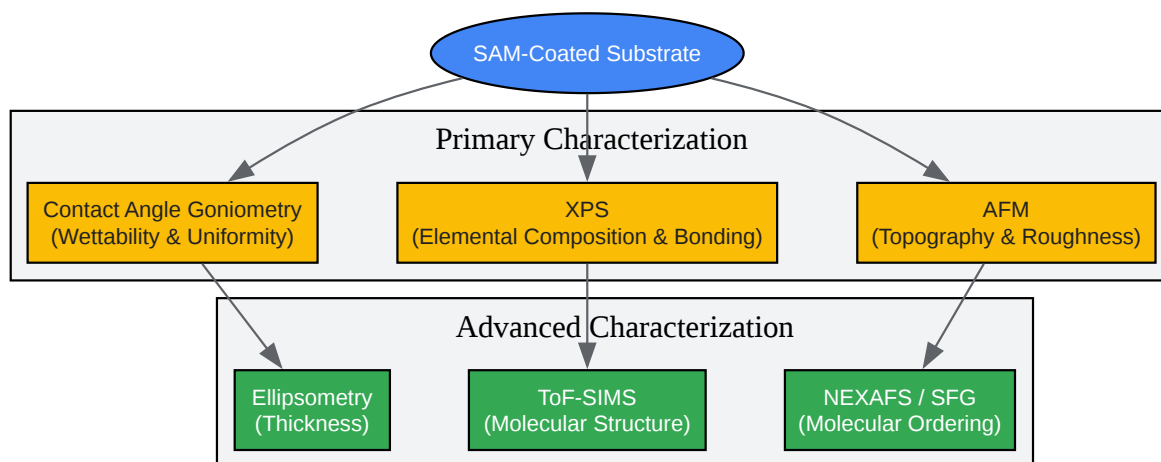 SAM-Coated Substrate
Primary Characterization
Contact Angle Goniometry
(Wettability & Uniformity)
XPS
(Elemental Composition & Bonding)
AFM
(Topography & Roughness)
Advanced Characterization
Ellipsometry
(Thickness)
ToF-SIMS
(Molecular Structure)
NEXAFS / SFG
(Molecular Ordering)